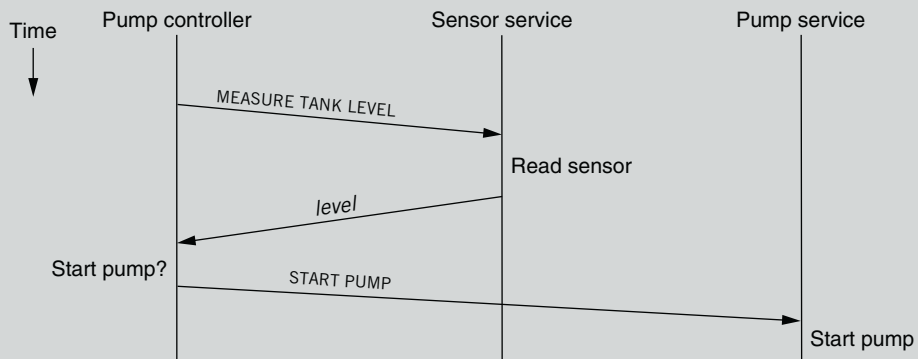 Pump controller
Sensor service
Pump service
Time
MEASURE TANK LEVEL
Read sensor
level
Start pump?
START PUMP
Start pump